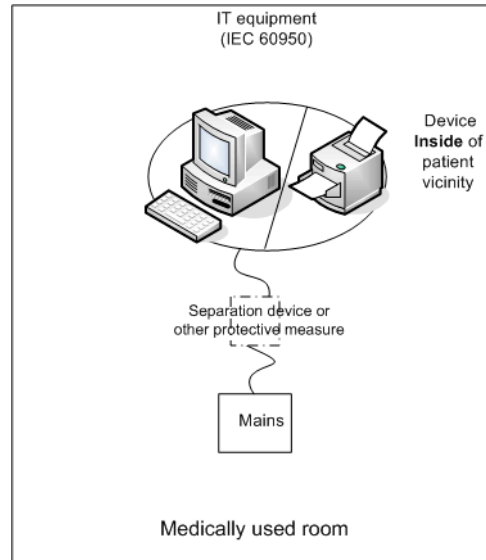 IT equipment
(IEC 60950)
Device
Inside of
patient
vicinity
Separation device or
other protective measure
Mains
Medically used room